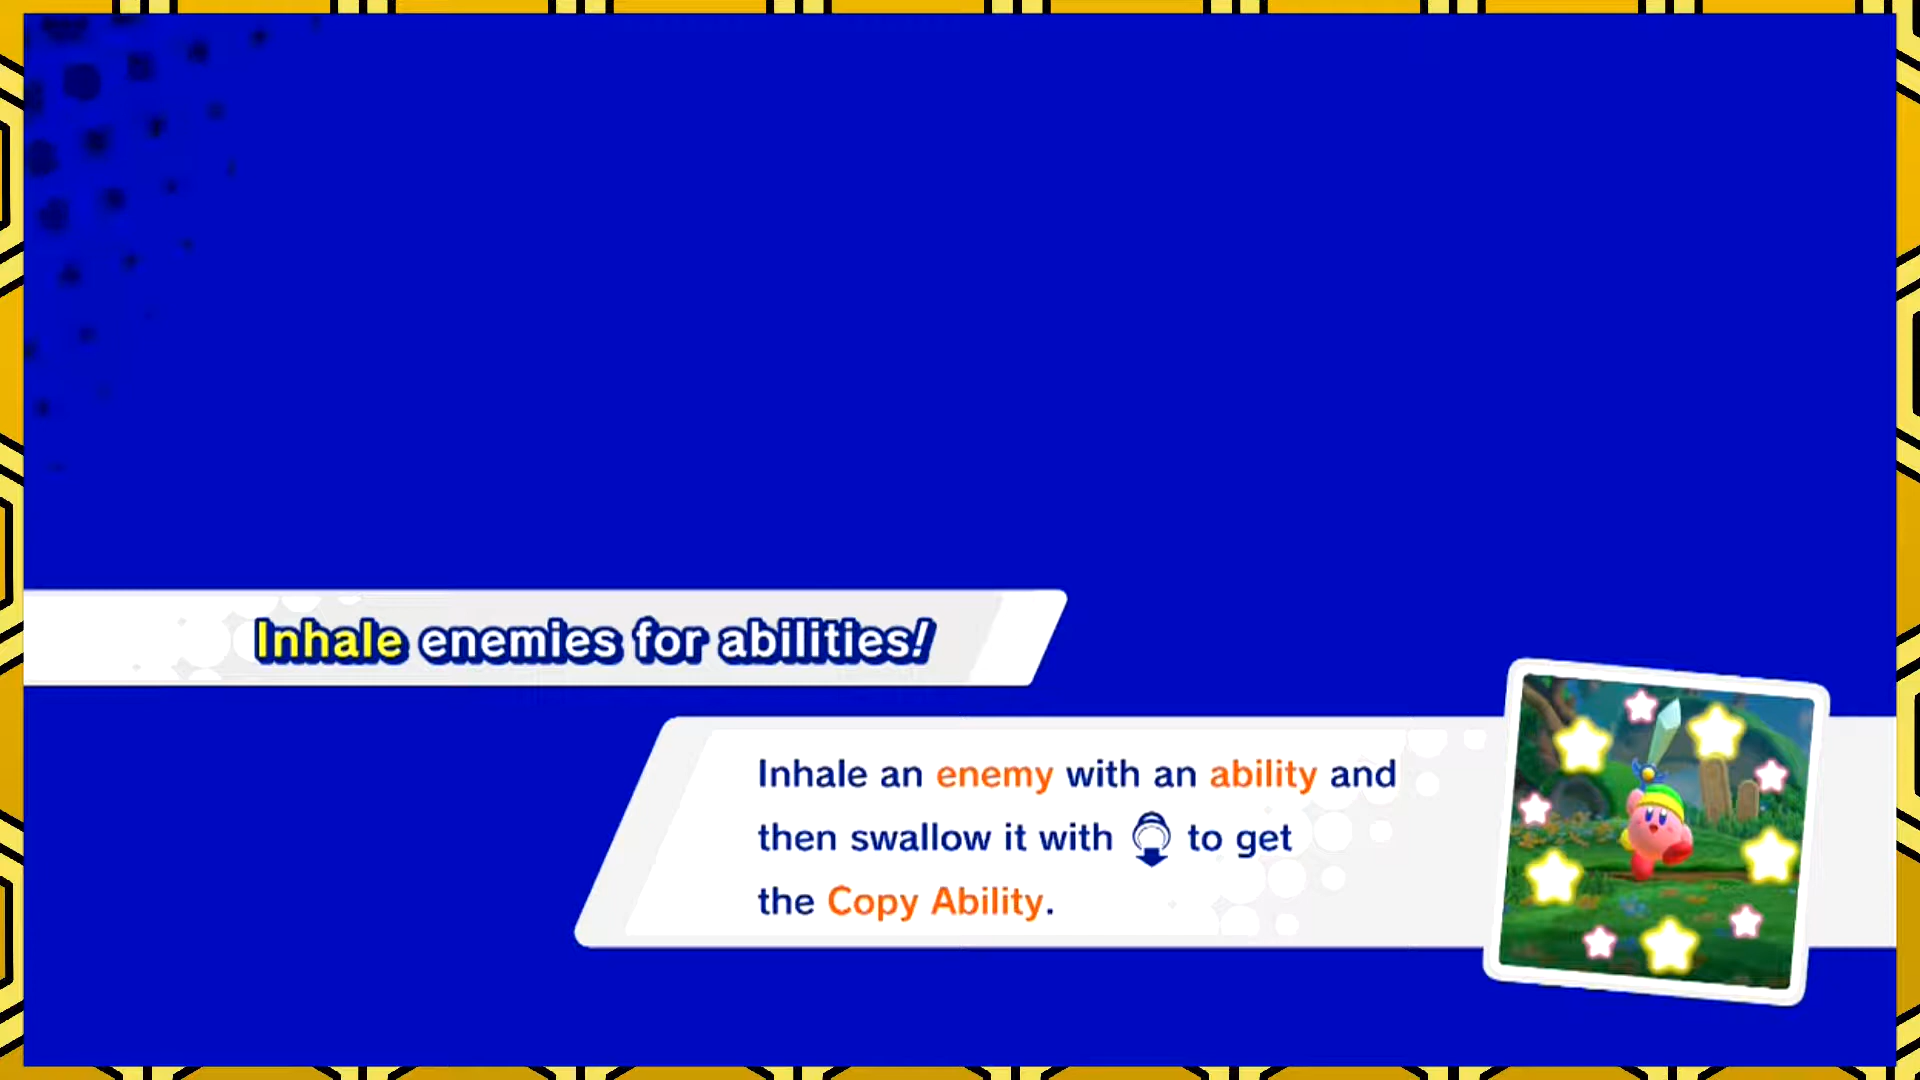 Inhale enemies for abilities!
Inhale an enemy with an ability and
then swallow it with to get
the Copy Ability.